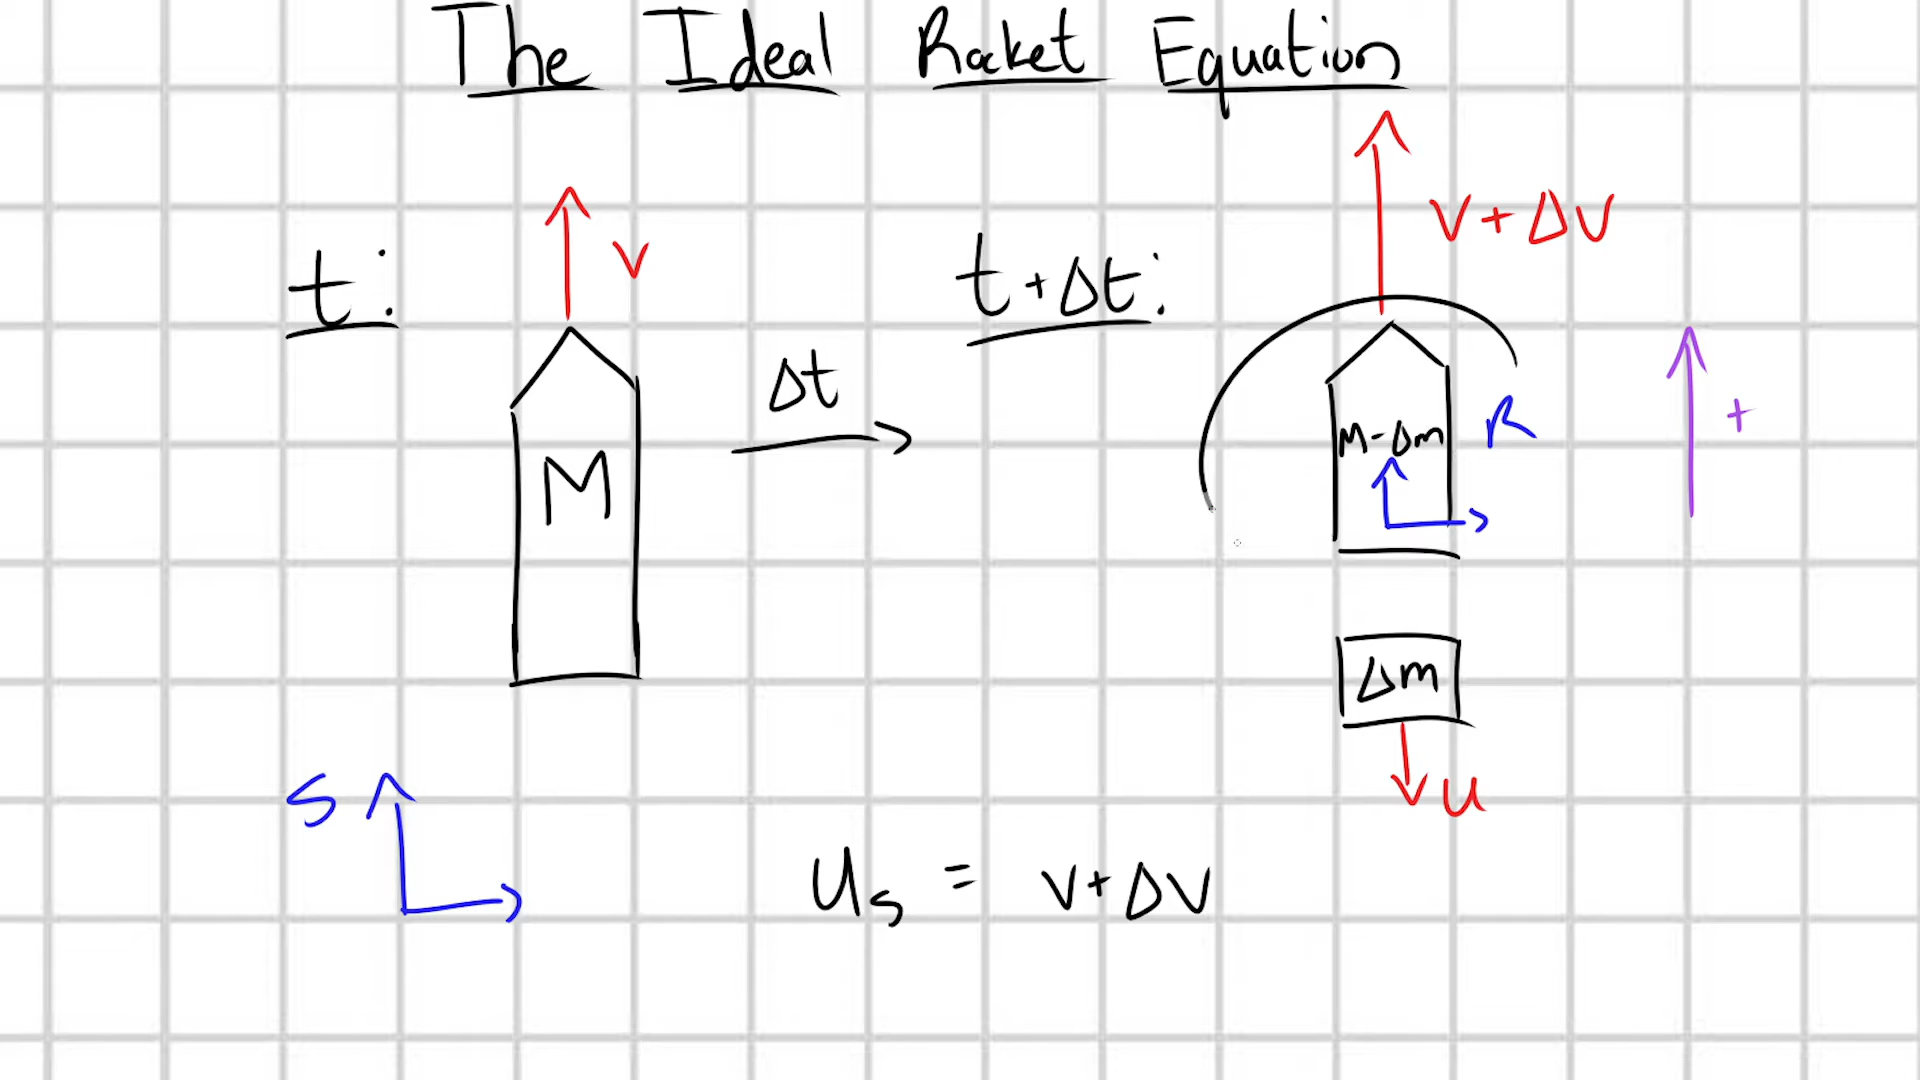 The Ideal Rocket Equation
t:
v
M
Δt
t+Δt:
v+Δv
M-Δm
R
+
Δm
u
S
u_s = v+Δv